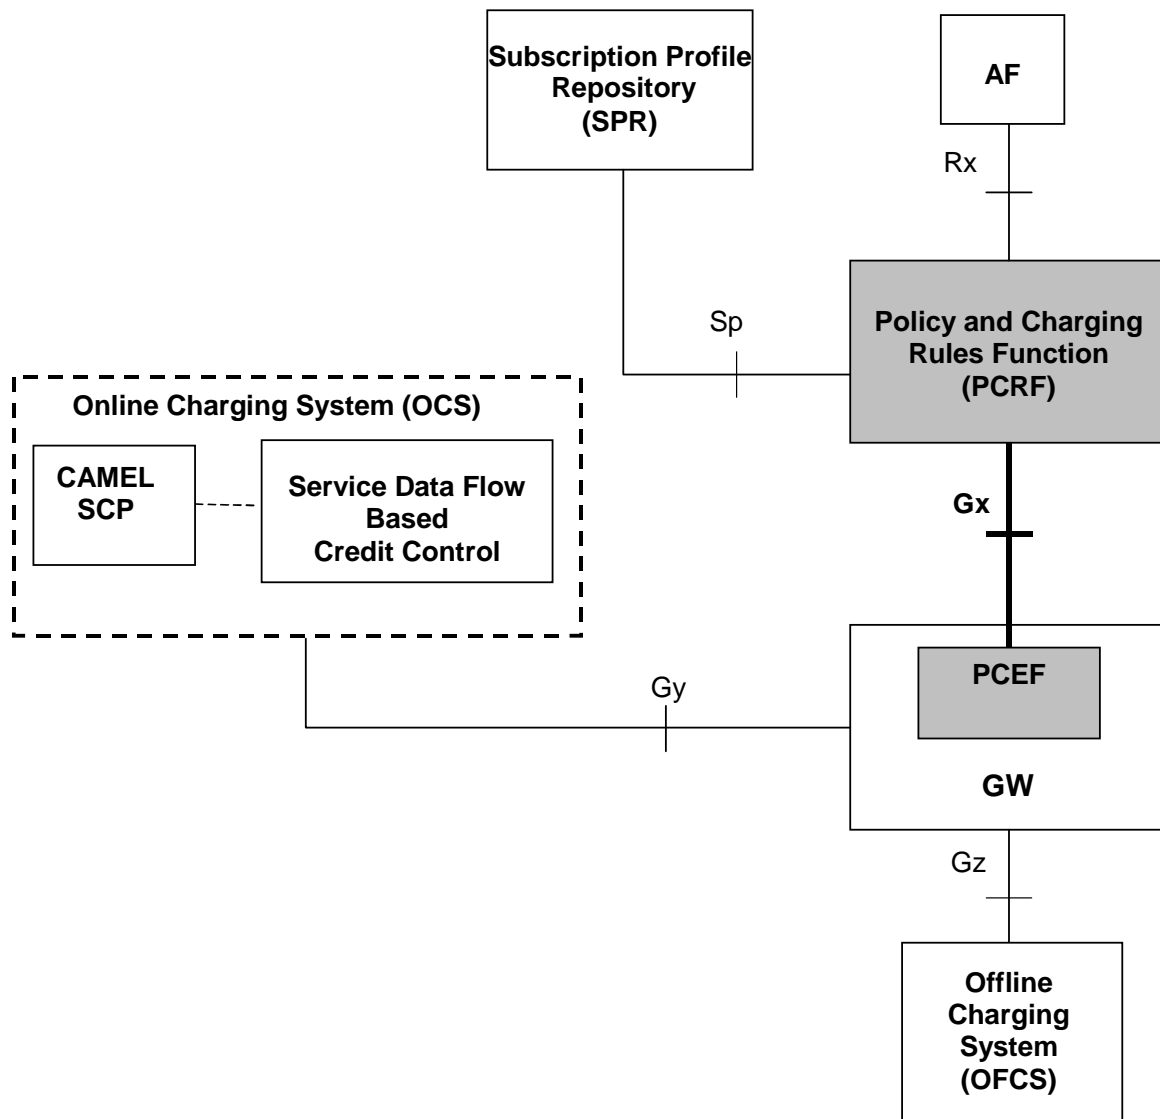 Subscription Profile
Repository
(SPR)
AF
Rx
Policy and Charging
Rules Function
(PCRF)
Sp
Online Charging System (OCS)
CAMEL
SCP
Service Data Flow
Based
Credit Control
Gx
PCEF
Gy
GW
Gz
Offline
Charging
System
(OFCS)